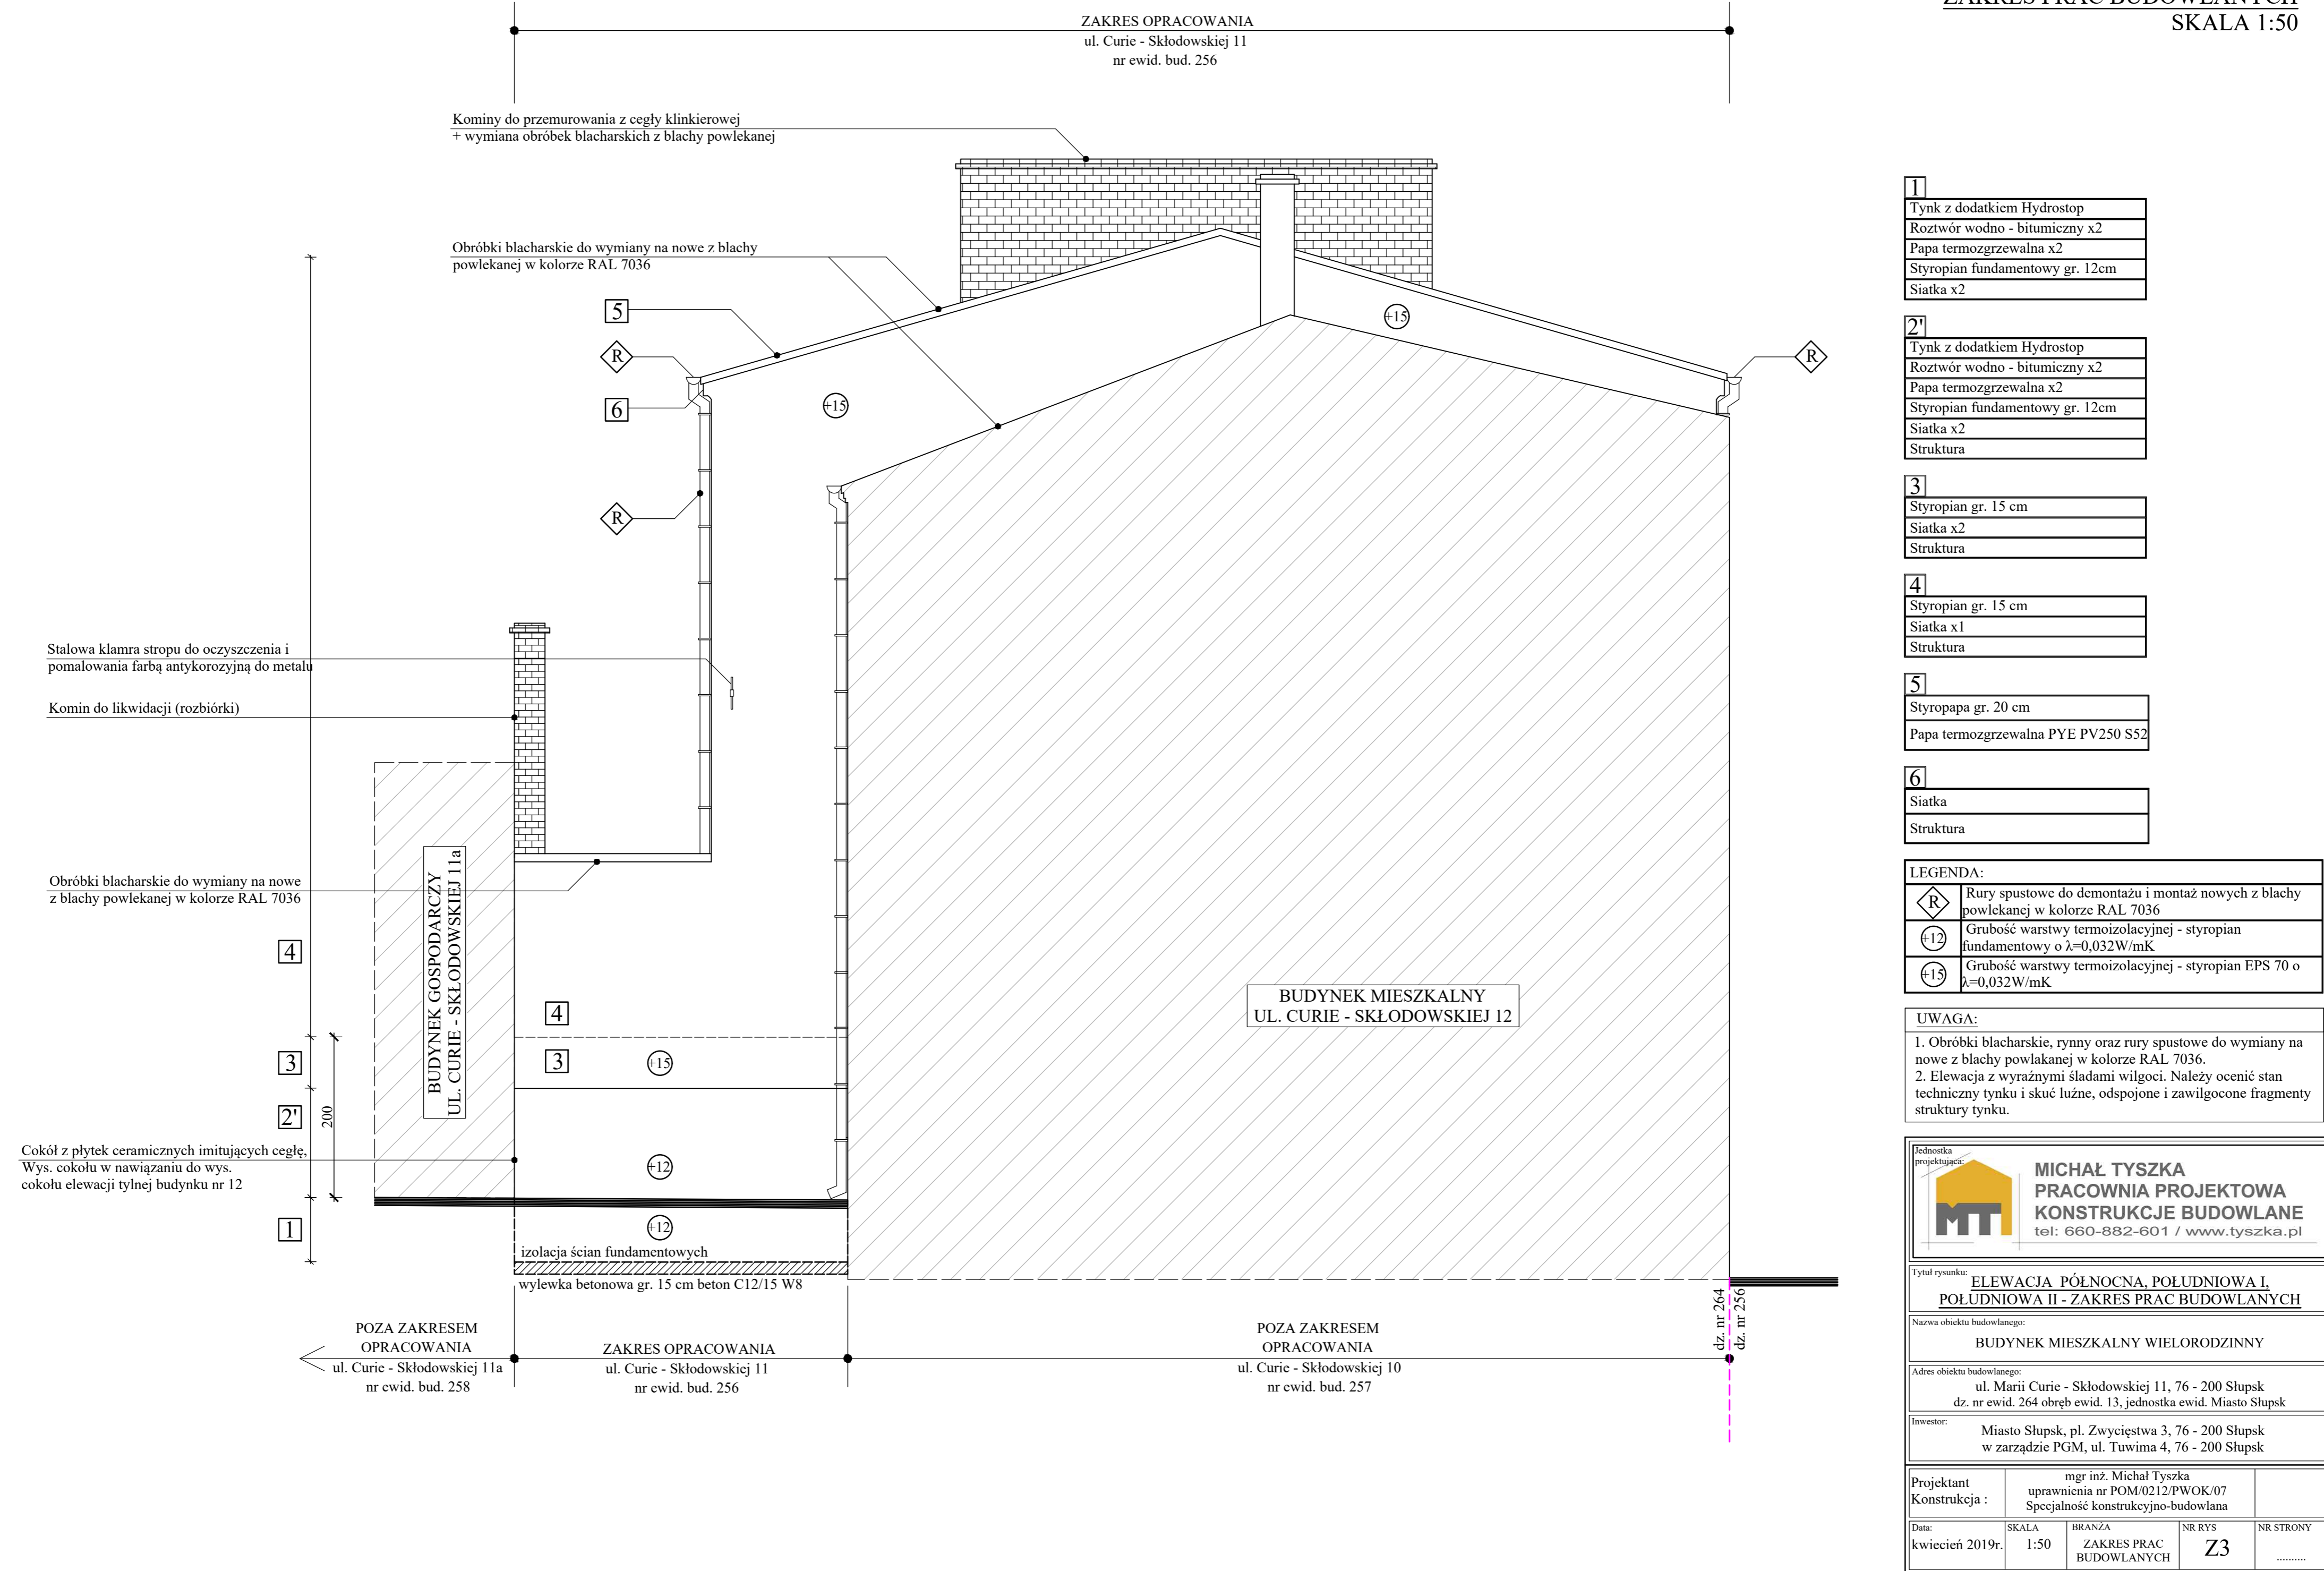 ZAKRES PRAC BUDOWLANYCH
SKALA 1:50
ZAKRES OPRACOWANIA
ul. Curie - Skłodowskiej 11
nr ewid. bud. 256
Kominy do przemurowania z cegły klinkierowej
+ wymiana obróbek blacharskich z blachy powlekanej
Obróbki blacharskie do wymiany na nowe z blachy
powlekanej w kolorze RAL 7036
5
R
6
R
+15
+15
R
Stalowa klamra stropu do oczyszczenia i
pomalowania farbą antykorozyjną do metalu
Komin do likwidacji (rozbiórki)
Obróbki blacharskie do wymiany na nowe
z blachy powlekanej w kolorze RAL 7036
BUDYNEK GOSPODARCZY
UL. CURIE - SKŁODOWSKIEJ 11a
4
3
2'
1
200
4
3
+15
+12
+12
Cokół z płytek ceramicznych imitujących cegłę,
Wys. cokołu w nawiązaniu do wys.
cokołu elewacji tylnej budynku nr 12
izolacja ścian fundamentowych
wylewka betonowa gr. 15 cm beton C12/15 W8
BUDYNEK MIESZKALNY
UL. CURIE - SKŁODOWSKIEJ 12
POZA ZAKRESEM
OPRACOWANIA
ul. Curie - Skłodowskiej 11a
nr ewid. bud. 258
ZAKRES OPRACOWANIA
ul. Curie - Skłodowskiej 11
nr ewid. bud. 256
POZA ZAKRESEM
OPRACOWANIA
ul. Curie - Skłodowskiej 10
nr ewid. bud. 257
dz. nr 264
dz. nr 256
1
Tynk z dodatkiem Hydrostop
Roztwór wodno - bitumiczny x2
Papa termozgrzewalna x2
Styropian fundamentowy gr. 12cm
Siatka x2
2'
Tynk z dodatkiem Hydrostop
Roztwór wodno - bitumiczny x2
Papa termozgrzewalna x2
Styropian fundamentowy gr. 12cm
Siatka x2
Struktura
3
Styropian gr. 15 cm
Siatka x2
Struktura
4
Styropian gr. 15 cm
Siatka x1
Struktura
5
Styropapa gr. 20 cm
Papa termozgrzewalna PYE PV250 S52
6
Siatka
Struktura
LEGENDA:
R Rury spustowe do demontażu i montaż nowych z blachy
powlekanej w kolorze RAL 7036
+12 Grubość warstwy termoizolacyjnej - styropian
fundamentowy o λ=0,032W/mK
+15 Grubość warstwy termoizolacyjnej - styropian EPS 70 o
λ=0,032W/mK
UWAGA:
1. Obróbki blacharskie, rynny oraz rury spustowe do wymiany na
nowe z blachy powlakanej w kolorze RAL 7036.
2. Elewacja z wyraźnymi śladami wilgoci. Należy ocenić stan
techniczny tynku i skuć luźne, odspojone i zawilgocone fragmenty
struktury tynku.
Jednostka
projektująca:
MICHAŁ TYSZKA
PRACOWNIA PROJEKTOWA
KONSTRUKCJE BUDOWLANE
tel: 660-882-601 / www.tyszka.pl
Tytuł rysunku:
ELEWACJA PÓŁNOCNA, POŁUDNIOWA I,
POŁUDNIOWA II - ZAKRES PRAC BUDOWLANYCH
Nazwa obiektu budowlanego:
BUDYNEK MIESZKALNY WIELORODZINNY
Adres obiektu budowlanego:
ul. Marii Curie - Skłodowskiej 11, 76 - 200 Słupsk
dz. nr ewid. 264 obręb ewid. 13, jednostka ewid. Miasto Słupsk
Inwestor:
Miasto Słupsk, pl. Zwycięstwa 3, 76 - 200 Słupsk
w zarządzie PGM, ul. Tuwima 4, 76 - 200 Słupsk
Projektant
Konstrukcja :
mgr inż. Michał Tyszka
uprawnienia nr POM/0212/PWOK/07
Specjalność konstrukcyjno-budowlana
Data:
kwiecień 2019r.
SKALA
1:50
BRANŻA
ZAKRES PRAC
BUDOWLANYCH
NR RYS
Z3
NR STRONY
..........